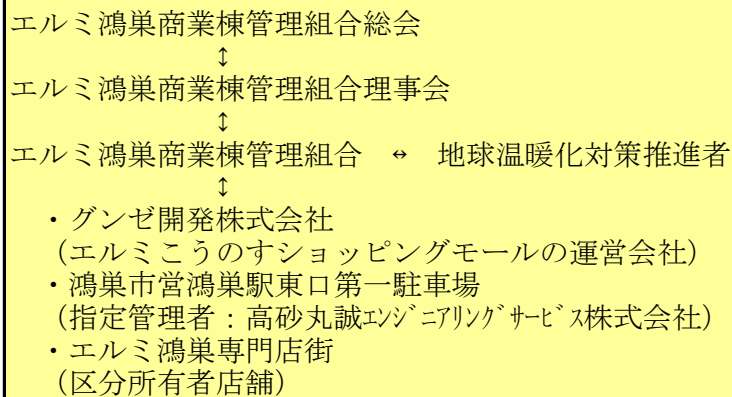 エルミ鴻巣商業棟管理組合総会
↕
エルミ鴻巣商業棟管理組合理事会
↕
エルミ鴻巣商業棟管理組合　↔　地球温暖化対策推進者
↕
・グンゼ開発株式会社
（エルミこうのすショッピングモールの運営会社）
・鴻巣市営鴻巣駅東口第一駐車場
（指定管理者：高砂丸誠ｴﾝｼﾞﾆｱﾘﾝｸﾞｻｰﾋﾞｽ株式会社）
・エルミ鴻巣専門店街
（区分所有者店舗）